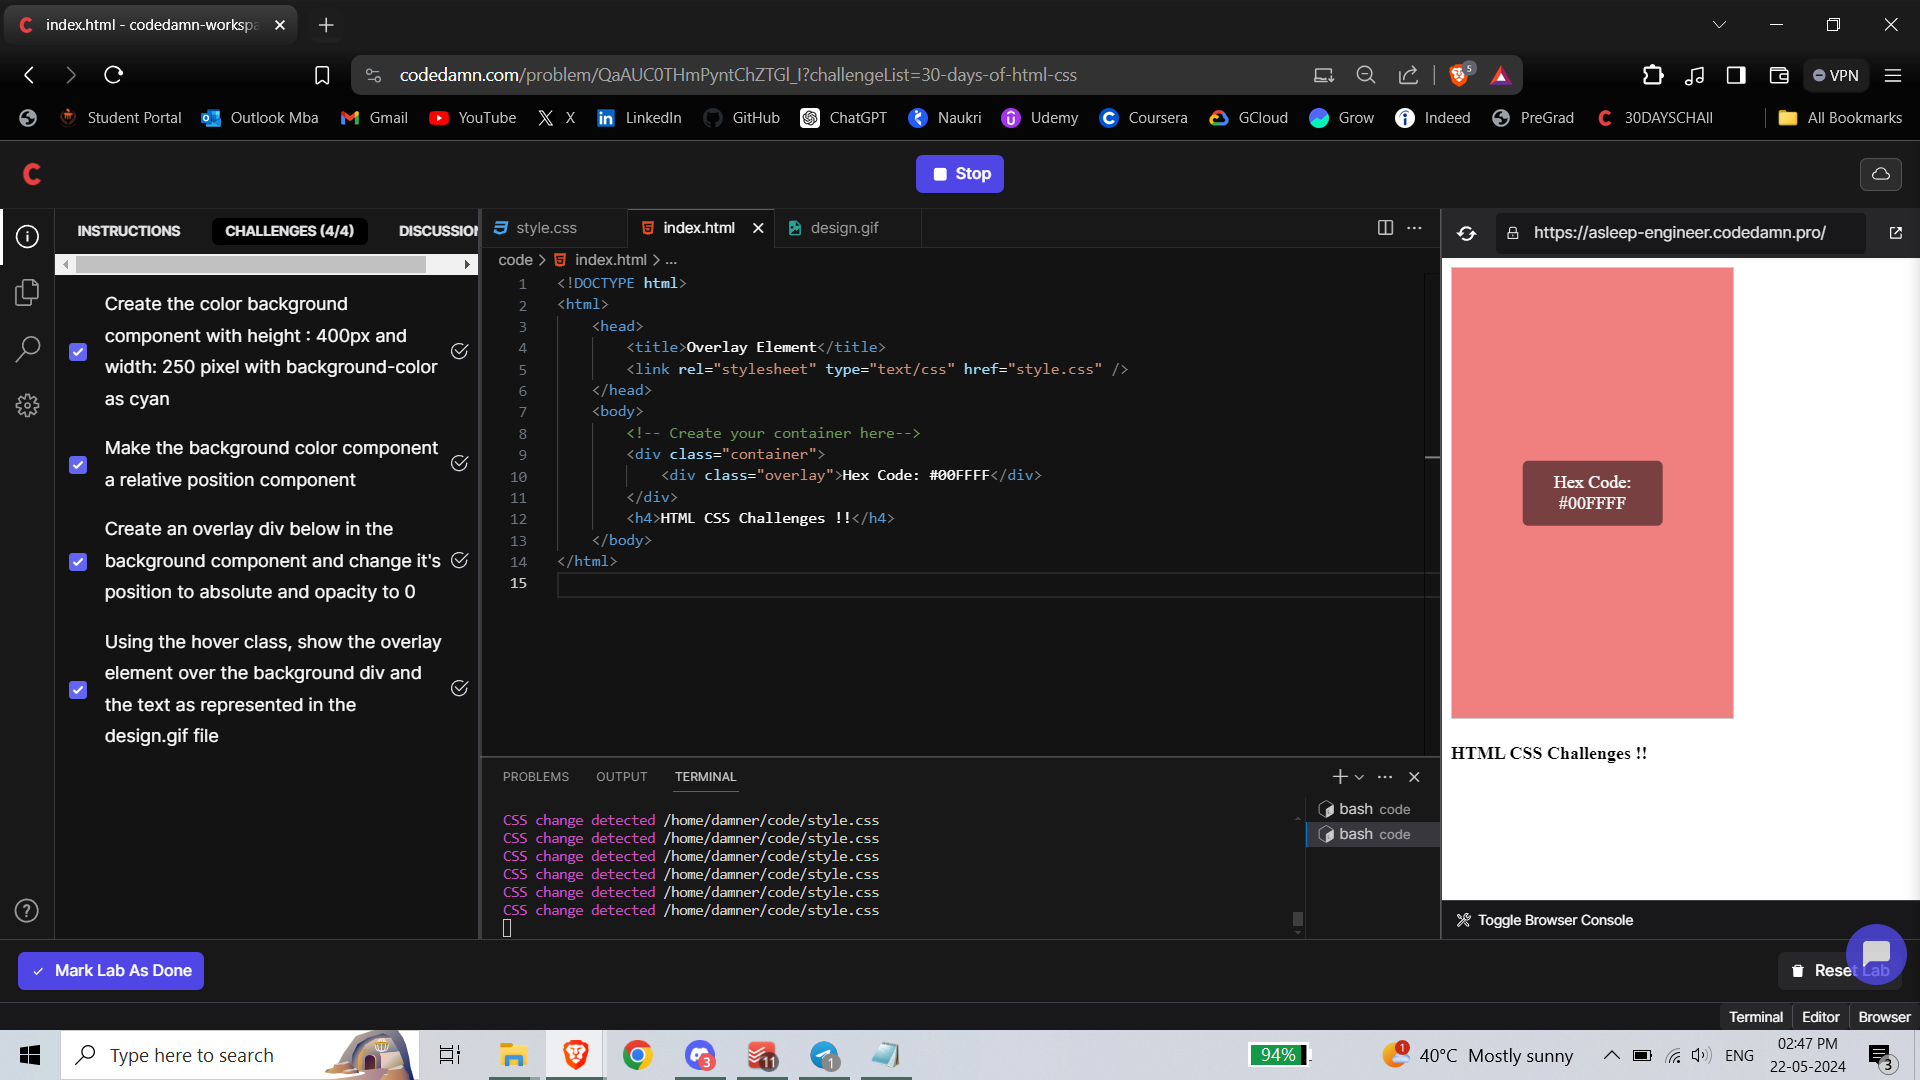 index.html - codedamn-workspa
codedamn.com/problem/QaAUC0THmPyntChZTGl_I?challengeList=30-days-of-html-css
5
VPN
Student Portal
Outlook Mba
Gmail
YouTube
X
LinkedIn
GitHub
ChatGPT
Naukri
Udemy
Coursera
GCloud
Grow
Indeed
PreGrad
30DAYSCHAll
All Bookmarks
Stop
INSTRUCTIONS
CHALLENGES (4/4)
DISCUSSION
Create the color background
component with height : 400px and
width: 250 pixel with background-color
as cyan
Make the background color component
a relative position component
Create an overlay div below in the
background component and change it's
position to absolute and opacity to 0
Using the hover class, show the overlay
element over the background div and
the text as represented in the
design.gif file
style.css
index.html
design.gif
code > index.html > ...
1 <!DOCTYPE html>
2 <html>
3 <head>
4 <title>Overlay Element</title>
5 <link rel="stylesheet" type="text/css" href="style.css" />
6 </head>
7 <body>
8 <!-- Create your container here-->
9 <div class="container">
10 <div class="overlay">Hex Code: #00FFFF</div>
11 </div>
12 <h4>HTML CSS Challenges !!</h4>
13 </body>
14 </html>
15
PROBLEMS
OUTPUT
TERMINAL
CSS change detected /home/damner/code/style.css
CSS change detected /home/damner/code/style.css
CSS change detected /home/damner/code/style.css
CSS change detected /home/damner/code/style.css
CSS change detected /home/damner/code/style.css
CSS change detected /home/damner/code/style.css
bash code
bash code
https://asleep-engineer.codedamn.pro/
Hex Code:
#00FFFF
HTML CSS Challenges !!
Toggle Browser Console
Mark Lab As Done
Reset Lab
Terminal
Editor
Browser
Type here to search
3
11
1
94%
1
40°C Mostly sunny
ENG
02:47 PM
22-05-2024
3